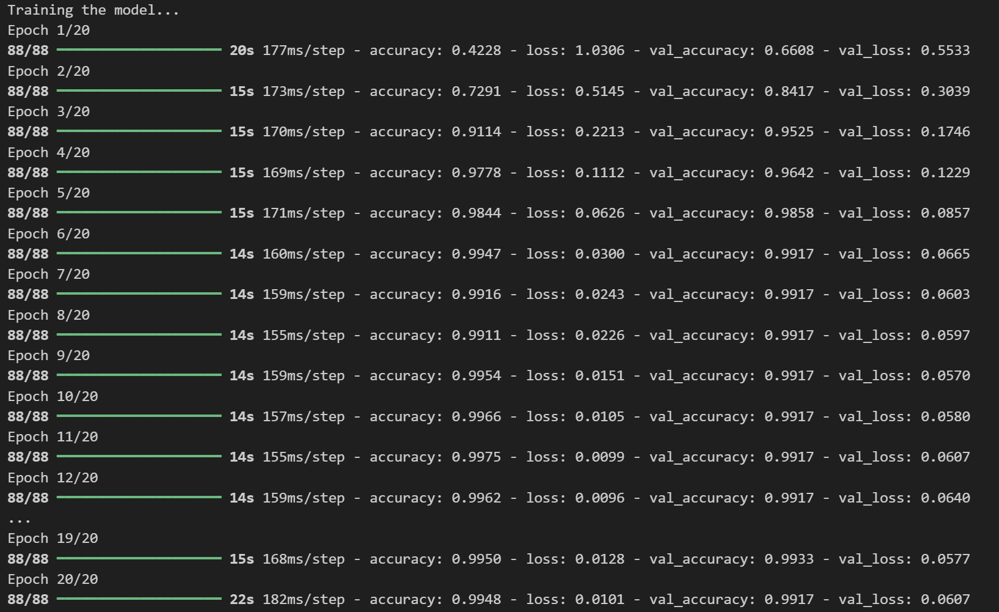 Training the model...
Epoch 1/20
88/88 ━━━━━━━━━━━━━━━━━━━━ 20s 177ms/step - accuracy: 0.4228 - loss: 1.0306 - val_accuracy: 0.6608 - val_loss: 0.5533
Epoch 2/20
88/88 ━━━━━━━━━━━━━━━━━━━━ 15s 173ms/step - accuracy: 0.7291 - loss: 0.5145 - val_accuracy: 0.8417 - val_loss: 0.3039
Epoch 3/20
88/88 ━━━━━━━━━━━━━━━━━━━━ 15s 170ms/step - accuracy: 0.9114 - loss: 0.2213 - val_accuracy: 0.9525 - val_loss: 0.1746
Epoch 4/20
88/88 ━━━━━━━━━━━━━━━━━━━━ 15s 169ms/step - accuracy: 0.9778 - loss: 0.1112 - val_accuracy: 0.9642 - val_loss: 0.1229
Epoch 5/20
88/88 ━━━━━━━━━━━━━━━━━━━━ 15s 171ms/step - accuracy: 0.9844 - loss: 0.0626 - val_accuracy: 0.9858 - val_loss: 0.0857
Epoch 6/20
88/88 ━━━━━━━━━━━━━━━━━━━━ 14s 160ms/step - accuracy: 0.9947 - loss: 0.0300 - val_accuracy: 0.9917 - val_loss: 0.0665
Epoch 7/20
88/88 ━━━━━━━━━━━━━━━━━━━━ 14s 159ms/step - accuracy: 0.9916 - loss: 0.0243 - val_accuracy: 0.9917 - val_loss: 0.0603
Epoch 8/20
88/88 ━━━━━━━━━━━━━━━━━━━━ 14s 155ms/step - accuracy: 0.9911 - loss: 0.0226 - val_accuracy: 0.9917 - val_loss: 0.0597
Epoch 9/20
88/88 ━━━━━━━━━━━━━━━━━━━━ 14s 159ms/step - accuracy: 0.9954 - loss: 0.0151 - val_accuracy: 0.9917 - val_loss: 0.0570
Epoch 10/20
88/88 ━━━━━━━━━━━━━━━━━━━━ 14s 157ms/step - accuracy: 0.9966 - loss: 0.0105 - val_accuracy: 0.9917 - val_loss: 0.0580
Epoch 11/20
88/88 ━━━━━━━━━━━━━━━━━━━━ 14s 155ms/step - accuracy: 0.9975 - loss: 0.0099 - val_accuracy: 0.9917 - val_loss: 0.0607
Epoch 12/20
88/88 ━━━━━━━━━━━━━━━━━━━━ 14s 159ms/step - accuracy: 0.9962 - loss: 0.0096 - val_accuracy: 0.9917 - val_loss: 0.0640
...
Epoch 19/20
88/88 ━━━━━━━━━━━━━━━━━━━━ 15s 168ms/step - accuracy: 0.9950 - loss: 0.0128 - val_accuracy: 0.9933 - val_loss: 0.0577
Epoch 20/20
88/88 ━━━━━━━━━━━━━━━━━━━━ 22s 182ms/step - accuracy: 0.9948 - loss: 0.0101 - val_accuracy: 0.9917 - val_loss: 0.0607